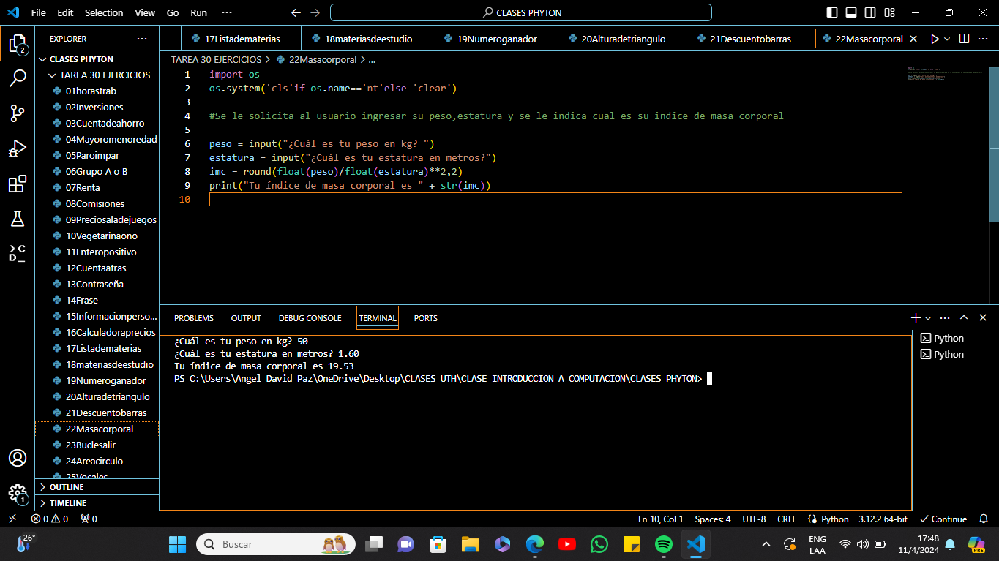 File Edit Selection View Go Run ··· CLASES PHYTON
EXPLORER ···
CLASES PHYTON
TAREA 30 EJERCICIOS
01horastrab
02Inversiones
03Cuentadeahorro
04Mayoromenoredad
05Paroimpar
06Grupo A o B
07Renta
08Comisiones
09Preciosaladejuegos
10Vegetarinaono
11Enteropositivo
12Cuentaatras
13Contraseña
14Frase
15Informacionperso...
16Calculadoraprecios
17Listadematerias
18materiasdeestudio
19Numeroganador
20Alturadetriangulo
21Descuentobarras
22Masacorporal
23Buclesalir
24Areacirculo
25Vocales
OUTLINE
TIMELINE
17Listadematerias 18materiasdeestudio 19Numeroganador 20Alturadetriangulo 21Descuentobarras 22Masacorporal
TAREA 30 EJERCICIOS > 22Masacorporal > ...
1 import os
2 os.system('cls'if os.name=='nt'else 'clear')
3
4 #Se le solicita al usuario ingresar su peso,estatura y se le indica cual es su indice de masa corporal
5
6 peso = input("¿Cuál es tu peso en kg? ")
7 estatura = input("¿Cuál es tu estatura en metros?")
8 imc = round(float(peso)/float(estatura)**2,2)
9 print("Tu índice de masa corporal es " + str(imc))
10
PROBLEMS OUTPUT DEBUG CONSOLE TERMINAL PORTS
¿Cuál es tu peso en kg? 50
¿Cuál es tu estatura en metros? 1.60
Tu índice de masa corporal es 19.53
PS C:\Users\Angel David Paz\OneDrive\Desktop\CLASES UTH\CLASE INTRODUCCION A COMPUTACION\CLASES PHYTON>
Python
Python
0 0 0 Ln 10, Col 1 Spaces: 4 UTF-8 CRLF Python 3.12.2 64-bit Continue
26° Buscar ENG LAA 17:48 11/4/2024 PRE